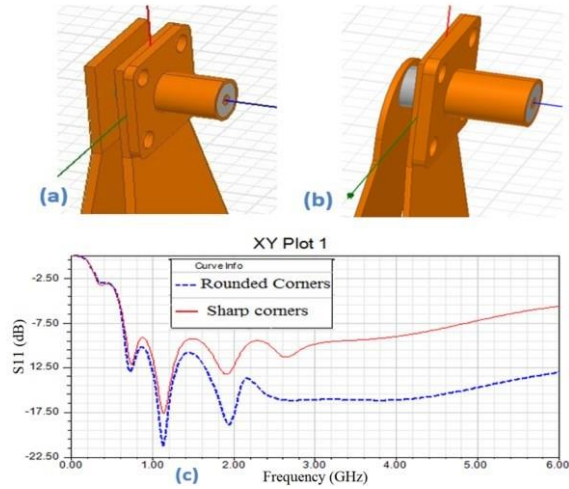 (a)
(b)
XY Plot 1
Curve Info
Rounded Corners
Sharp corners
S11 (dB)
-2.50
-7.50
-12.50
-17.50
-22.50
0.00 1.00 2.00 3.00 4.00 5.00 6.00
(c) Frequency (GHz)